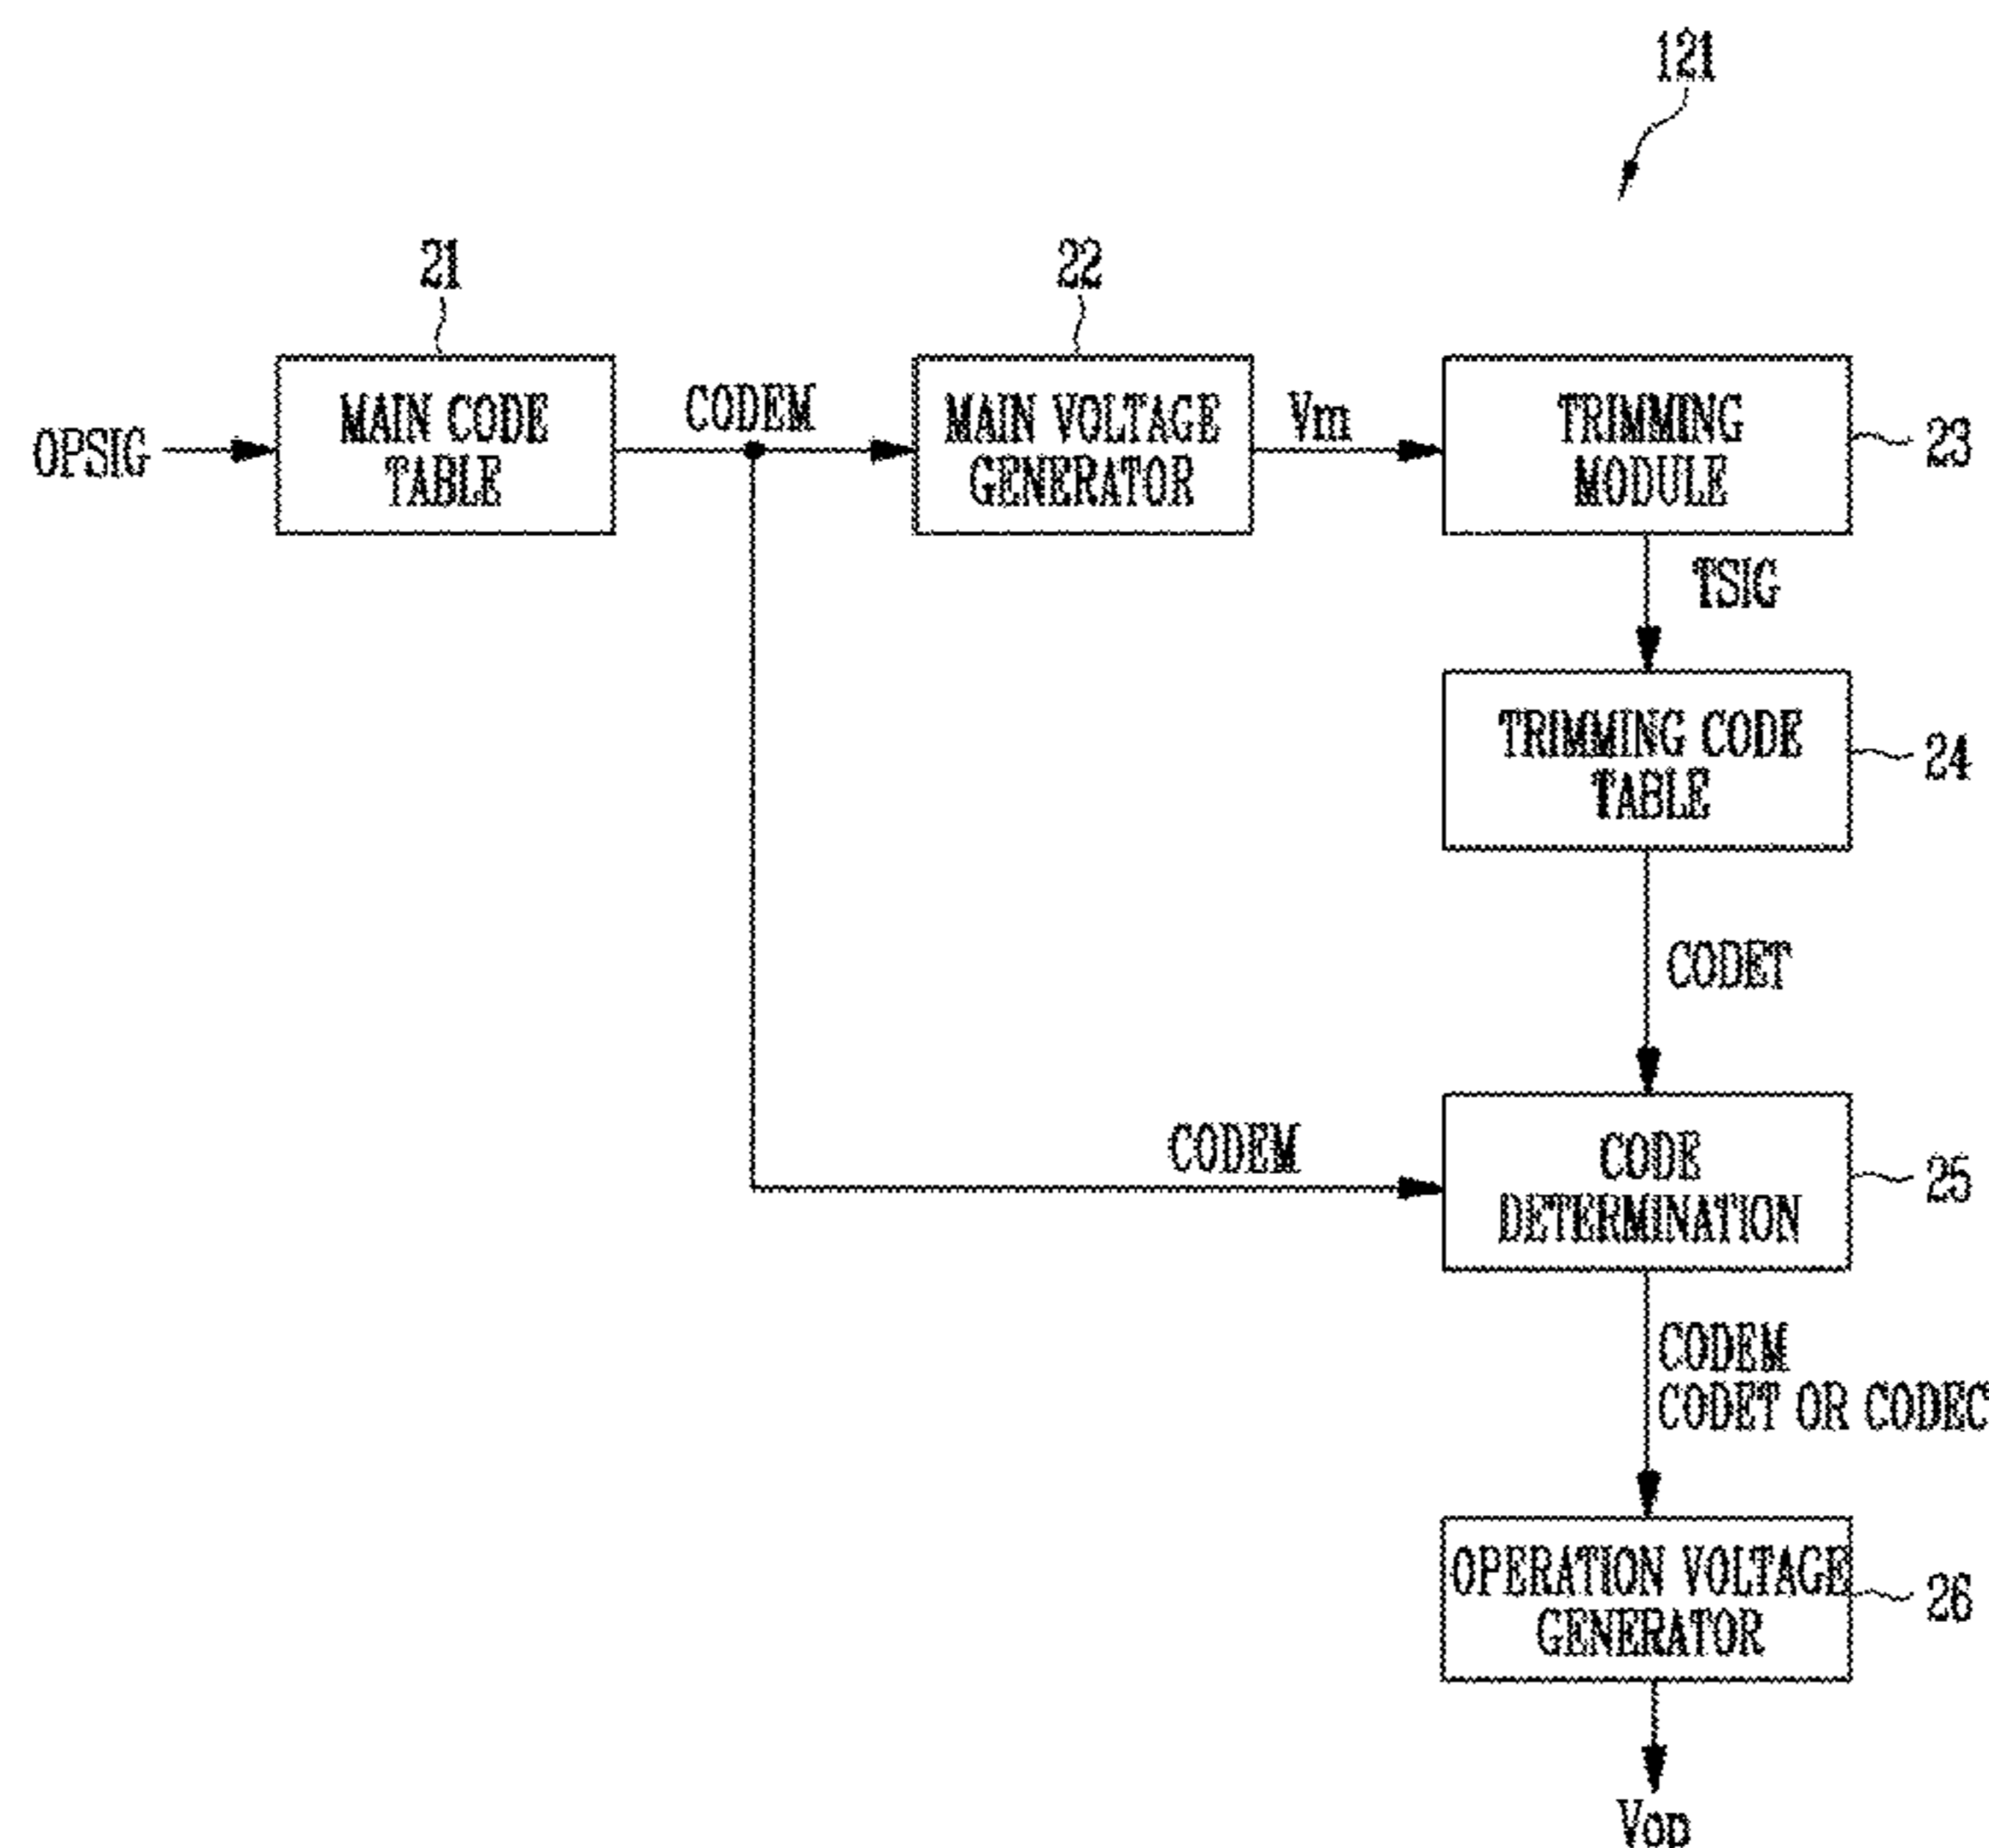 121
21
22
OPSIG
MAIN CODE
TABLE
CODEM
MAIN VOLTAGE
GENERATOR
Vm
TRIMMING
MODULE
23
TSIG
TRIMMING CODE
TABLE
24
CODET
CODEM
CODE
DETERMINATION
25
CODEM
CODET OR CODEC
OPERATION VOLTAGE
GENERATOR
26
Vop